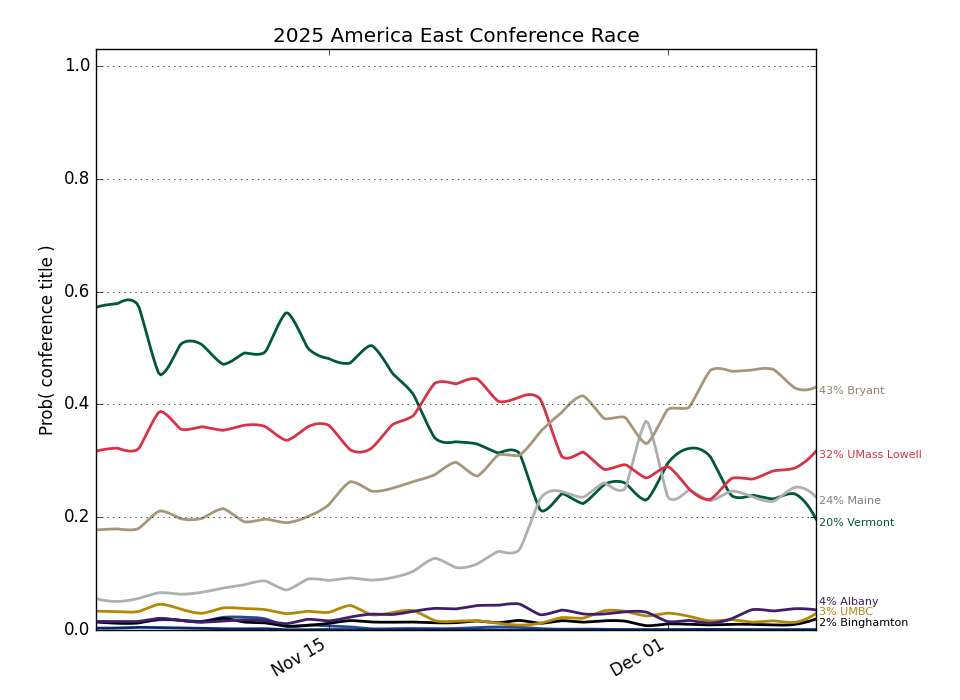 2025 America East Conference Race
1.0
0.8
0.6
0.4
0.2
0.0
Prob( conference title )
Nov 15
Dec 01
43% Bryant
32% UMass Lowell
24% Maine
20% Vermont
4% Albany
3% UMBC
2% Binghamton